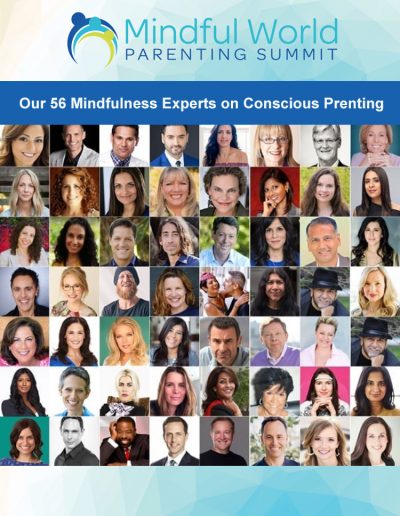 Mindful World
PARENTING SUMMIT
Our 56 Mindfulness Experts on Conscious Prenting